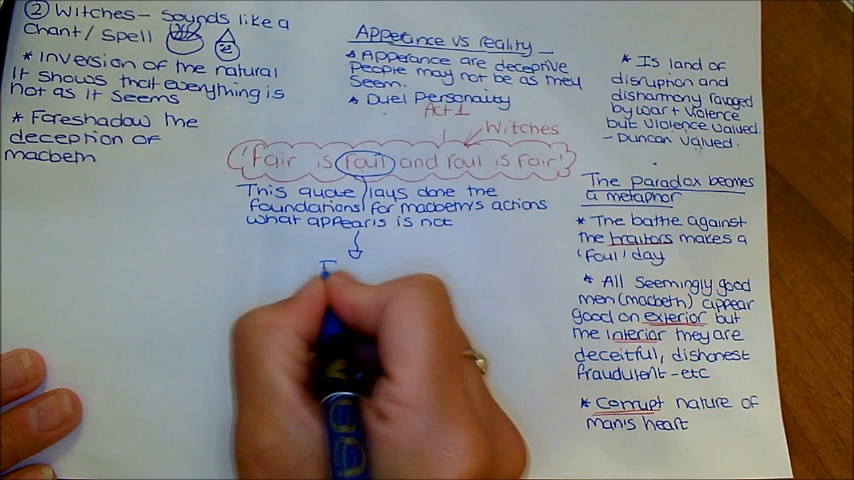 ② Witches - Sounds like a
Chant / Spell
* Inversion of the natural
It shows that everything is
not as it seems
* Foreshadow the
deception of
macbeth
Apperance vs reality
* Apperance are deceptive
People may not be as they
Seem.
* Duel Personality
Act 1
Witches
'Fair is foul and foul is fair'
This quote lays done the
foundations for macbeth's actions
what appears is not
* Is land of
disruption and
disharmony ravaged
by war + violence
but violence valued.
- Duncan valued.
The paradox becomes
a metaphor
* The battle against
the traitors makes a
'foul' day
* All seemingly good
men (macbeth) appear
good on exterior but
the interior they are
deceitful, dishonest
fraudulent - etc
* Corrupt nature of
man's heart